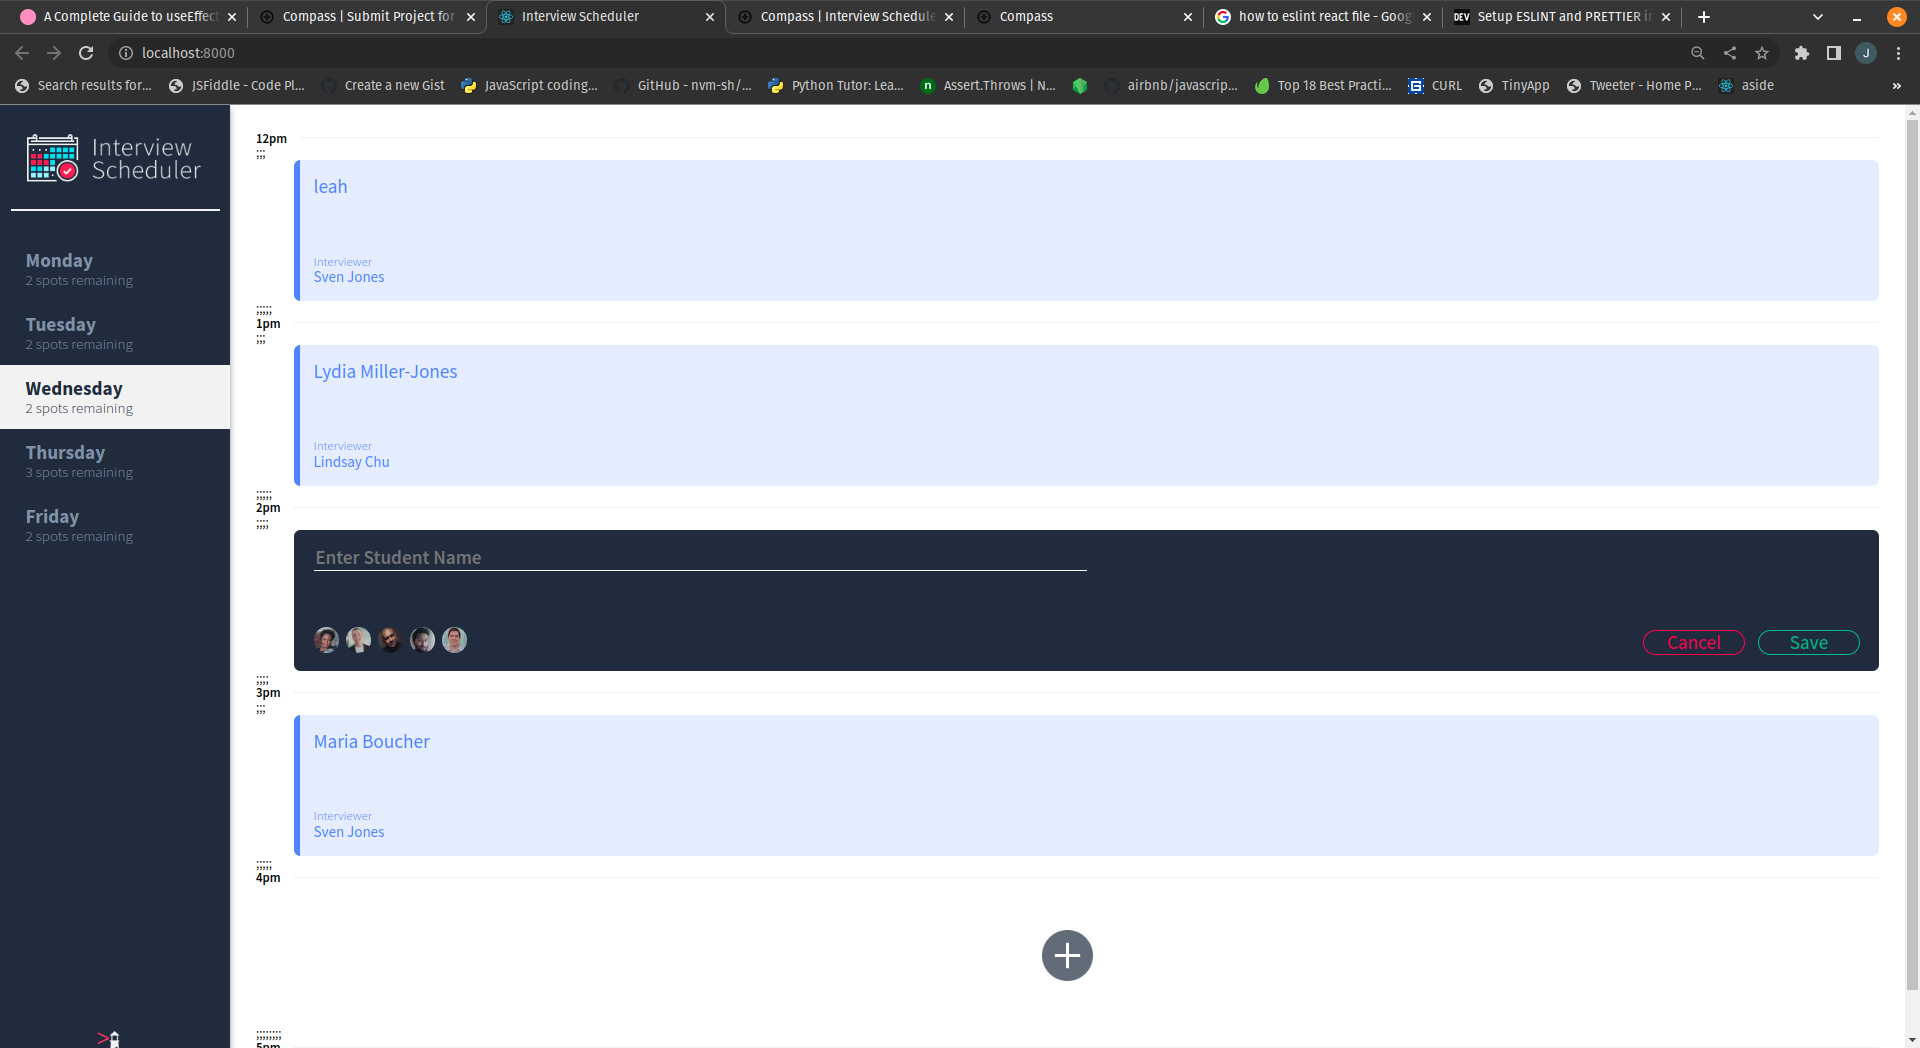 A Complete Guide to useEffect
Compass | Submit Project for
Interview Scheduler
Compass | Interview Schedule
Compass
how to eslint react file - Goog
DEV
Setup ESLINT and PRETTIER in
localhost:8000
J
Search results for...
JSFiddle - Code Pl...
Create a new Gist
JavaScript coding...
GitHub - nvm-sh/...
Python Tutor: Lea...
n
Assert.Throws | N...
airbnb/javascrip...
Top 18 Best Practi...
G
CURL
TinyApp
Tweeter - Home P...
aside
»
Interview
Scheduler
Monday
2 spots remaining
Tuesday
2 spots remaining
Wednesday
2 spots remaining
Thursday
3 spots remaining
Friday
2 spots remaining
12pm
;;;
leah
Interviewer
Sven Jones
;;;;;
1pm
;;;
Lydia Miller-Jones
Interviewer
Lindsay Chu
;;;;;
2pm
;;;;
Enter Student Name
Cancel
Save
;;;;
3pm
;;;
Maria Boucher
Interviewer
Sven Jones
;;;;;
4pm
;;;;;;;;
5pm